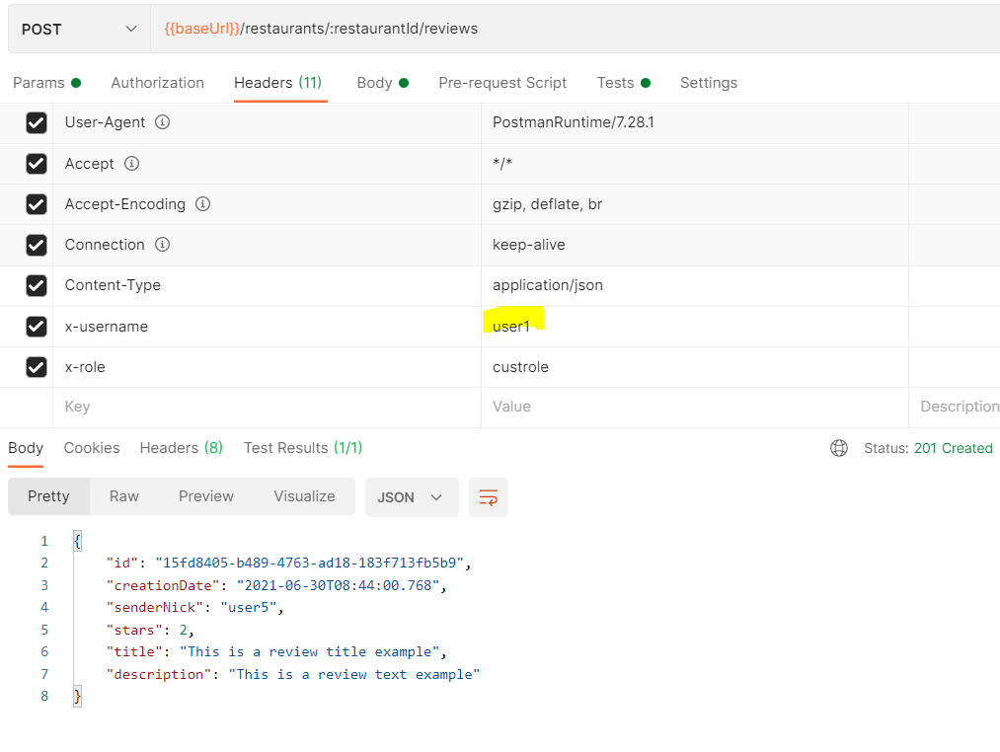 POST {{baseUrl}}/restaurants/:restaurantId/reviews
Params Authorization Headers (11) Body Pre-request Script Tests Settings
User-Agent PostmanRuntime/7.28.1
Accept */*
Accept-Encoding gzip, deflate, br
Connection keep-alive
Content-Type application/json
x-username user1
x-role custrole
Key Value Description
Body Cookies Headers (8) Test Results (1/1) Status: 201 Created
Pretty Raw Preview Visualize JSON
1 {
2 "id": "15fd8405-b489-4763-ad18-183f713fb5b9",
3 "creationDate": "2021-06-30T08:44:00.768",
4 "senderNick": "user5",
5 "stars": 2,
6 "title": "This is a review title example",
7 "description": "This is a review text example"
8 }